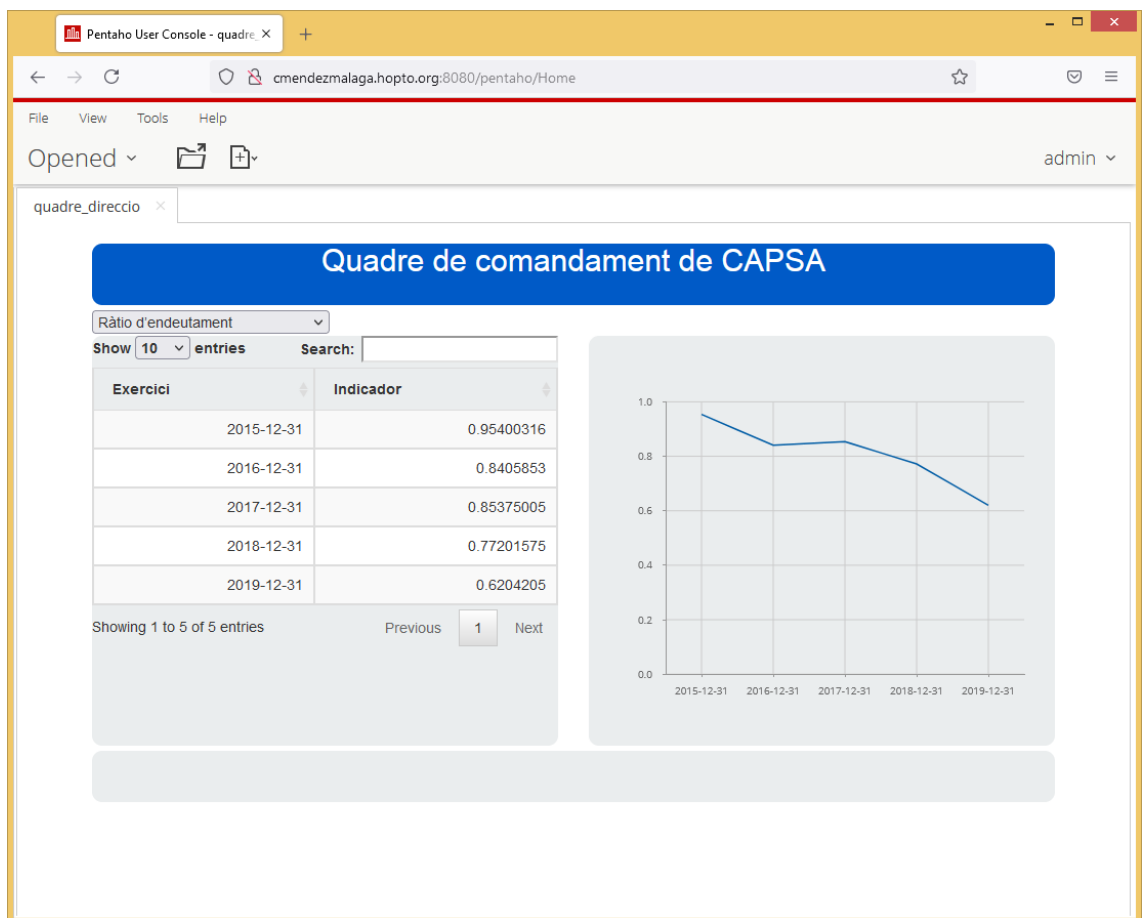 Pentaho User Console - quadre_
cmendezmalaga.hopto.org:8080/pentaho/Home
File View Tools Help
Opened
admin
quadre_direccio
Quadre de comandament de CAPSA
Ràtio d'endeutament
Show 10 entries Search:
Exercici Indicador
2015-12-31 0.95400316
2016-12-31 0.8405853
2017-12-31 0.85375005
2018-12-31 0.77201575
2019-12-31 0.6204205
Showing 1 to 5 of 5 entries Previous 1 Next
1.0
0.8
0.6
0.4
0.2
0.0
2015-12-31 2016-12-31 2017-12-31 2018-12-31 2019-12-31